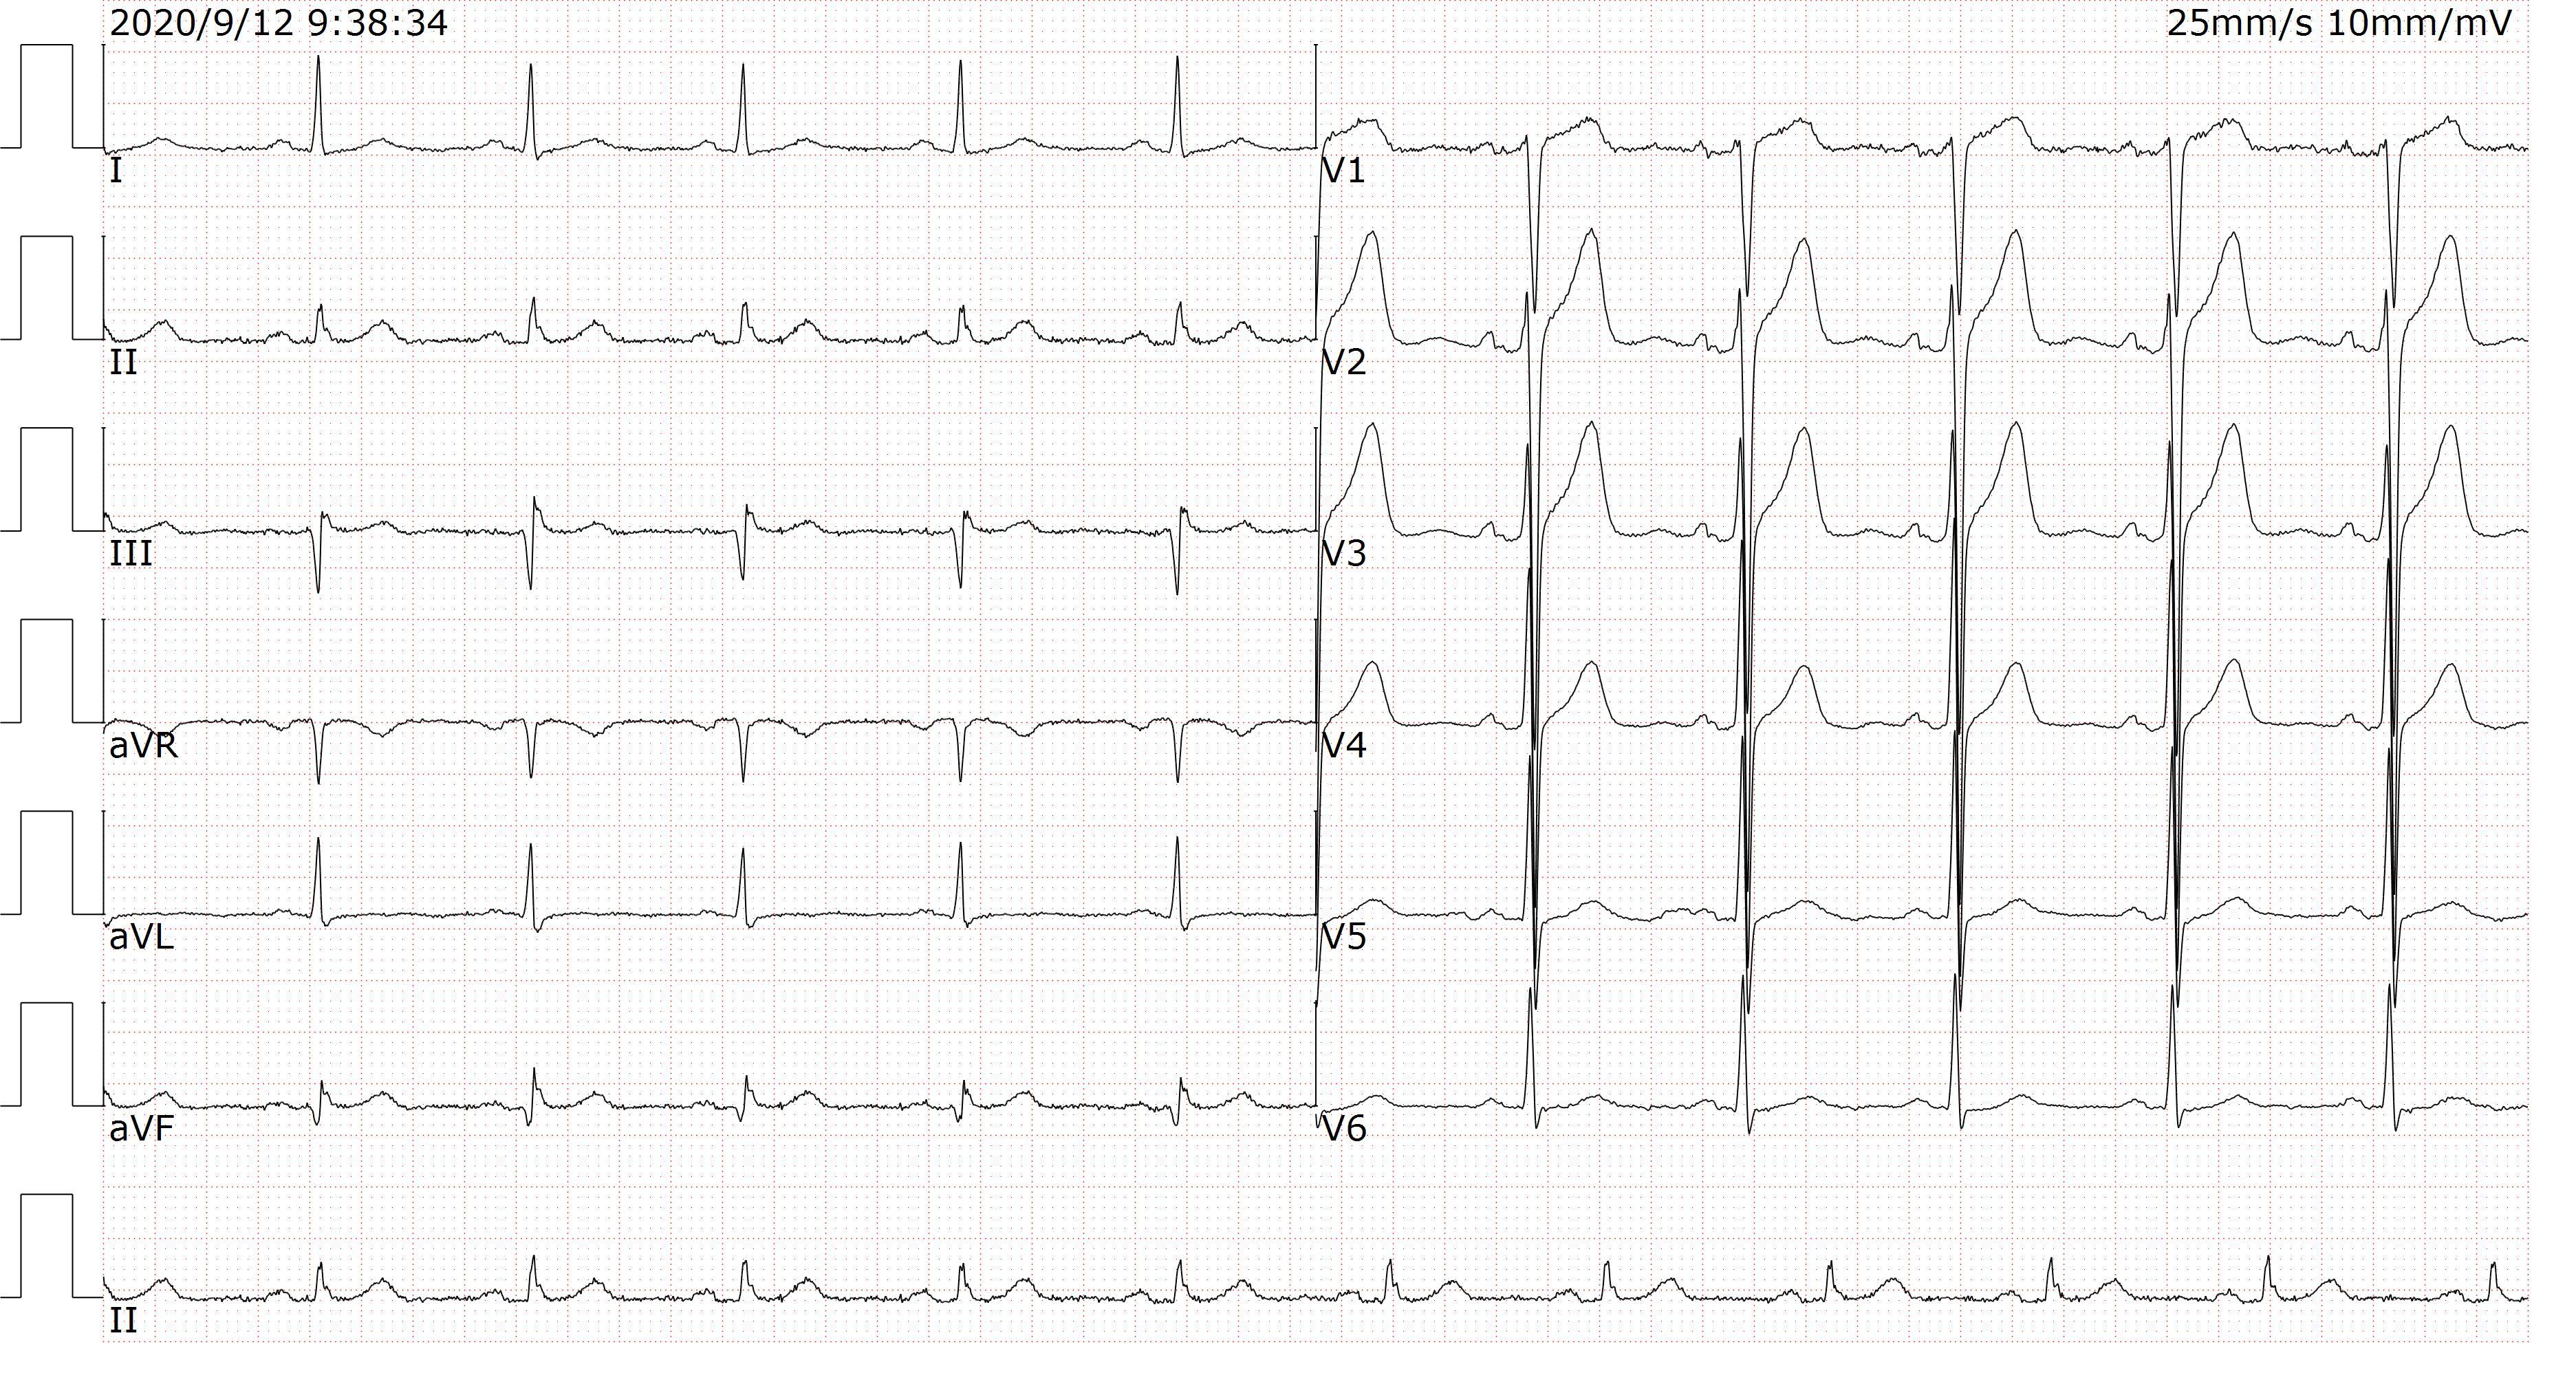 2020/9/12 9:38:34
25mm/s 10mm/mV
I
V1
II
V2
III
V3
aVR
V4
aVL
V5
aVF
V6
II